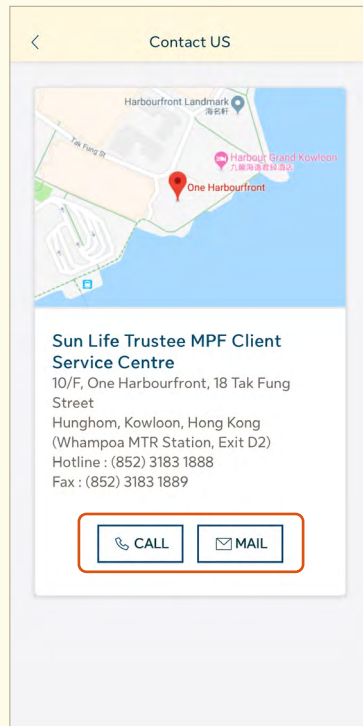 Contact US
Harbourfront Landmark
海名軒
Tak Fung St
Harbour Grand Kowloon
九龍海逸君綽酒店
One Harbourfront
Sun Life Trustee MPF Client
Service Centre
10/F, One Harbourfront, 18 Tak Fung
Street
Hunghom, Kowloon, Hong Kong
(Whampoa MTR Station, Exit D2)
Hotline : (852) 3183 1888
Fax : (852) 3183 1889
CALL
MAIL